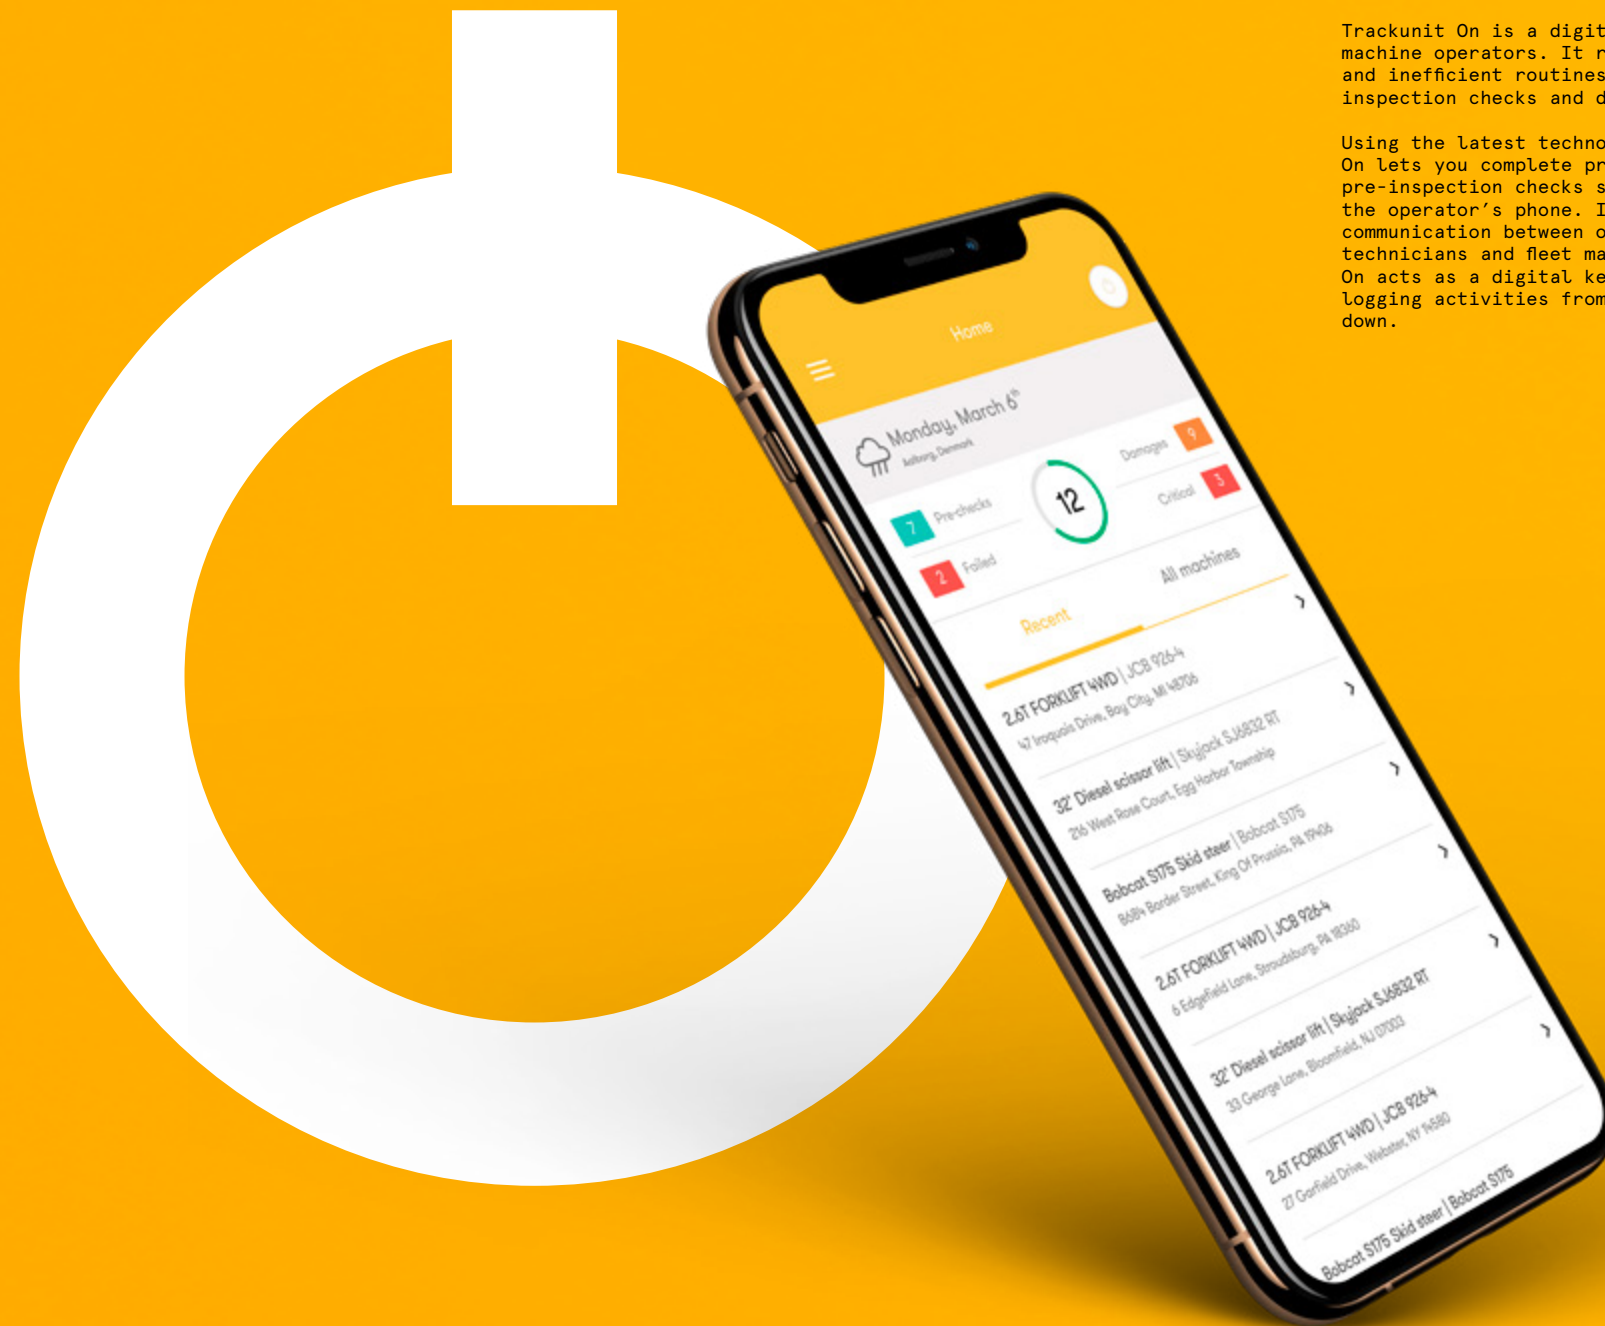 Trackunit On is a digit
machine operators. It r
and inefficient routines
inspection checks and d
Using the latest techno
On lets you complete pr
pre-inspection checks s
the operator's phone. I
communication between o
technicians and fleet ma
On acts as a digital ke
logging activities from
down.
Home
Monday, March 6th
Aalborg, Denmark
7 Pre-checks
2 Failed
12
Damages 9
Critical 3
Recent
All machines
2.6T FORKLIFT 4WD | JCB 926-4
47 Iroquois Drive, Bay City, MI 48706
32" Diesel scissor lift | Skyjack SJ6832 RT
216 West Rose Court, Egg Harbor Township
Bobcat S175 Skid steer | Bobcat S175
8684 Border Street, King Of Prussia, PA 19406
2.6T FORKLIFT 4WD | JCB 926-4
6 Edgefield Lane, Stroudsburg, PA 18360
32" Diesel scissor lift | Skyjack SJ6832 RT
33 George Lane, Bloomfield, NJ 07003
2.6T FORKLIFT 4WD | JCB 926-4
27 Garfield Drive, Webster, NY 14580
Bobcat S175 Skid steer | Bobcat S175